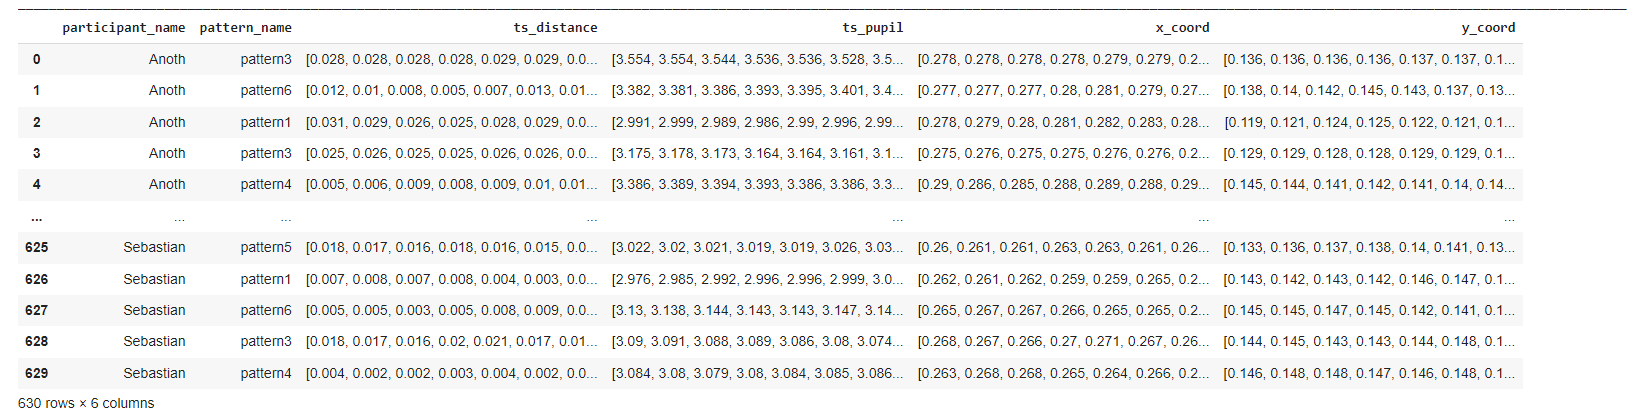 participant_name pattern_name ts_distance ts_pupil x_coord y_coord
0 Anoth pattern3 [0.028, 0.028, 0.028, 0.028, 0.029, 0.029, 0.0... [3.554, 3.554, 3.544, 3.536, 3.536, 3.528, 3.5... [0.278, 0.278, 0.278, 0.278, 0.279, 0.279, 0.2... [0.136, 0.136, 0.136, 0.136, 0.137, 0.137, 0.1...
1 Anoth pattern6 [0.012, 0.01, 0.008, 0.005, 0.007, 0.013, 0.01... [3.382, 3.381, 3.386, 3.393, 3.395, 3.401, 3.4... [0.277, 0.277, 0.277, 0.28, 0.281, 0.279, 0.27... [0.138, 0.14, 0.142, 0.145, 0.143, 0.137, 0.13...
2 Anoth pattern1 [0.031, 0.029, 0.026, 0.025, 0.028, 0.029, 0.0... [2.991, 2.999, 2.989, 2.986, 2.99, 2.996, 2.99... [0.278, 0.279, 0.28, 0.281, 0.282, 0.283, 0.28... [0.119, 0.121, 0.124, 0.125, 0.122, 0.121, 0.1...
3 Anoth pattern3 [0.025, 0.026, 0.025, 0.025, 0.026, 0.026, 0.0... [3.175, 3.178, 3.173, 3.164, 3.164, 3.161, 3.1... [0.275, 0.276, 0.275, 0.275, 0.276, 0.276, 0.2... [0.129, 0.129, 0.128, 0.128, 0.129, 0.129, 0.1...
4 Anoth pattern4 [0.005, 0.006, 0.009, 0.008, 0.009, 0.01, 0.01... [3.386, 3.389, 3.394, 3.393, 3.386, 3.386, 3.3... [0.29, 0.286, 0.285, 0.288, 0.289, 0.288, 0.29... [0.145, 0.144, 0.141, 0.142, 0.141, 0.14, 0.14...
... ... ... ... ... ... ...
625 Sebastian pattern5 [0.018, 0.017, 0.016, 0.018, 0.016, 0.015, 0.0... [3.022, 3.02, 3.021, 3.019, 3.019, 3.026, 3.03... [0.26, 0.261, 0.261, 0.263, 0.263, 0.261, 0.26... [0.133, 0.136, 0.137, 0.138, 0.14, 0.141, 0.13...
626 Sebastian pattern1 [0.007, 0.008, 0.007, 0.008, 0.004, 0.003, 0.0... [2.976, 2.985, 2.992, 2.996, 2.996, 2.999, 3.0... [0.262, 0.261, 0.262, 0.259, 0.259, 0.265, 0.2... [0.143, 0.142, 0.143, 0.142, 0.146, 0.147, 0.1...
627 Sebastian pattern6 [0.005, 0.005, 0.003, 0.005, 0.008, 0.009, 0.0... [3.13, 3.138, 3.144, 3.143, 3.143, 3.147, 3.14... [0.265, 0.267, 0.267, 0.266, 0.265, 0.265, 0.2... [0.145, 0.145, 0.147, 0.145, 0.142, 0.141, 0.1...
628 Sebastian pattern3 [0.018, 0.017, 0.016, 0.02, 0.021, 0.017, 0.01... [3.09, 3.091, 3.088, 3.089, 3.086, 3.08, 3.074... [0.268, 0.267, 0.266, 0.27, 0.271, 0.267, 0.26... [0.144, 0.145, 0.143, 0.143, 0.144, 0.148, 0.1...
629 Sebastian pattern4 [0.004, 0.002, 0.002, 0.003, 0.004, 0.002, 0.0... [3.084, 3.08, 3.079, 3.08, 3.084, 3.085, 3.086... [0.263, 0.268, 0.268, 0.265, 0.264, 0.266, 0.2... [0.146, 0.148, 0.148, 0.147, 0.146, 0.148, 0.1...
630 rows × 6 columns